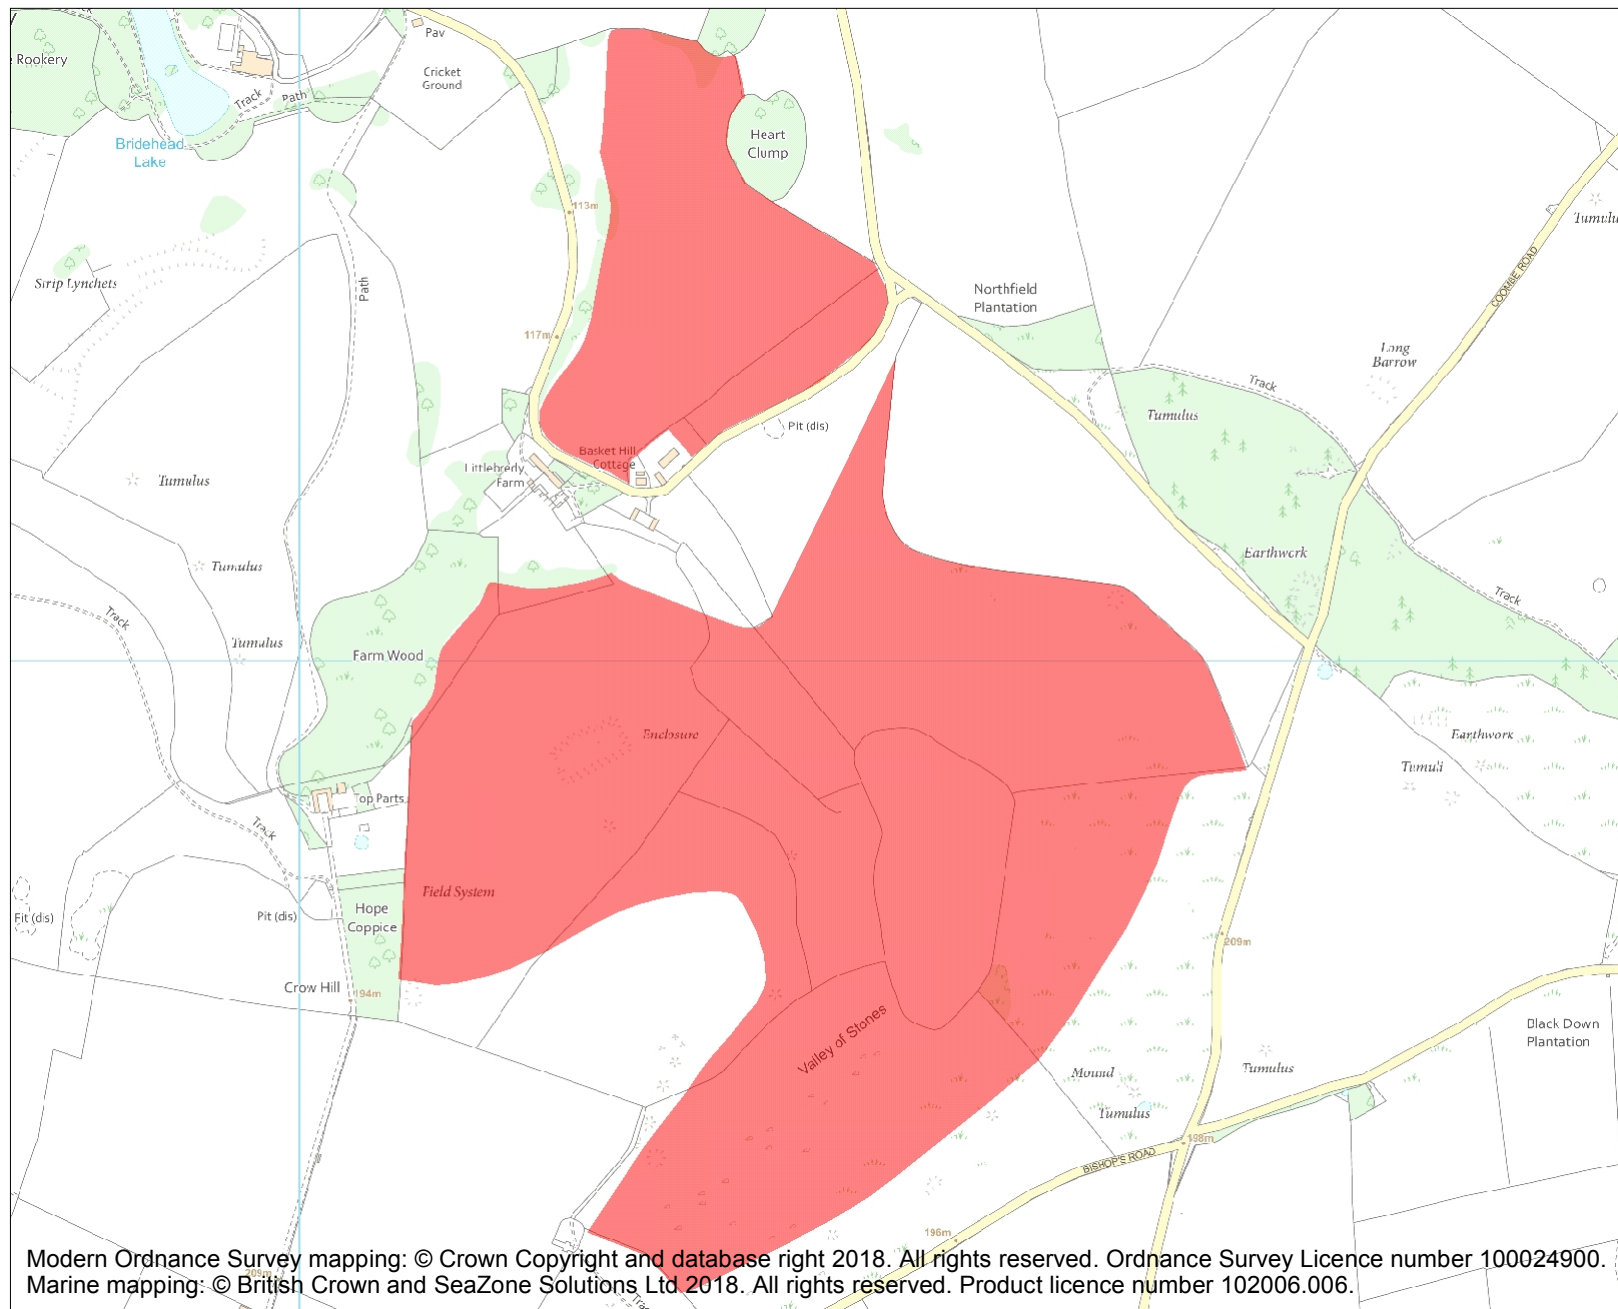 Pav
e Rookery
Cricket
Ground
Track
Path
Bridehead
Lake
Heart
Clump
113m
Tumulu
COOMBE ROAD
Strip Lynchets
Path
Northfield
Plantation
117m
Long
Barrow
Track
Tumulus
Pit (dis)
Basket Hill
Cottage
Littlebredy
Farm
Tumulus
Earthwork
Tumulus
Track
Track
Tumulus
Farm Wood
Enclosure
Earthwork
Tumuli
Top Parts
Track
Field System
Hope
Coppice
Pit (dis)
Pit (dis)
209m
Crow Hill
194m
Valley of Stones
Black Down
Plantation
Mound
Tumulus
Tumulus
198m
BISHOP'S ROAD
196m
Modern Ordnance Survey mapping: © Crown Copyright and database right 2018. All rights reserved. Ordnance Survey Licence number 100024900.
209m
Marine mapping: © British Crown and SeaZone Solutions Ltd 2018. All rights reserved. Product licence number 102006.006.